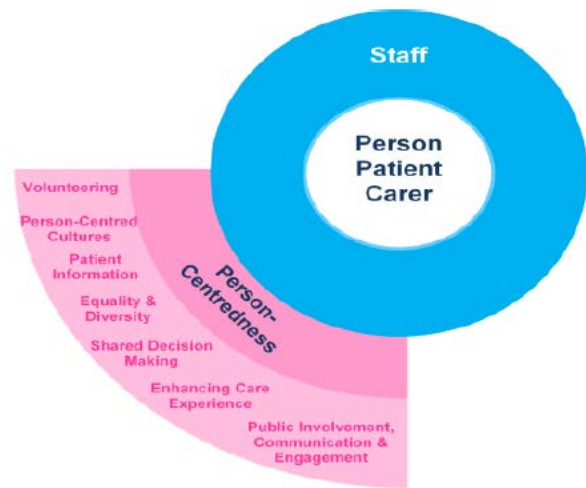 Staff
Person
Patient
Carer
Volunteering
Person-Centred
Cultures
Patient
Information
Equality &
Diversity
Shared Decision
Making
Enhancing Care
Experience
Public Involvement,
Communication &
Engagement
Person-
Centredness